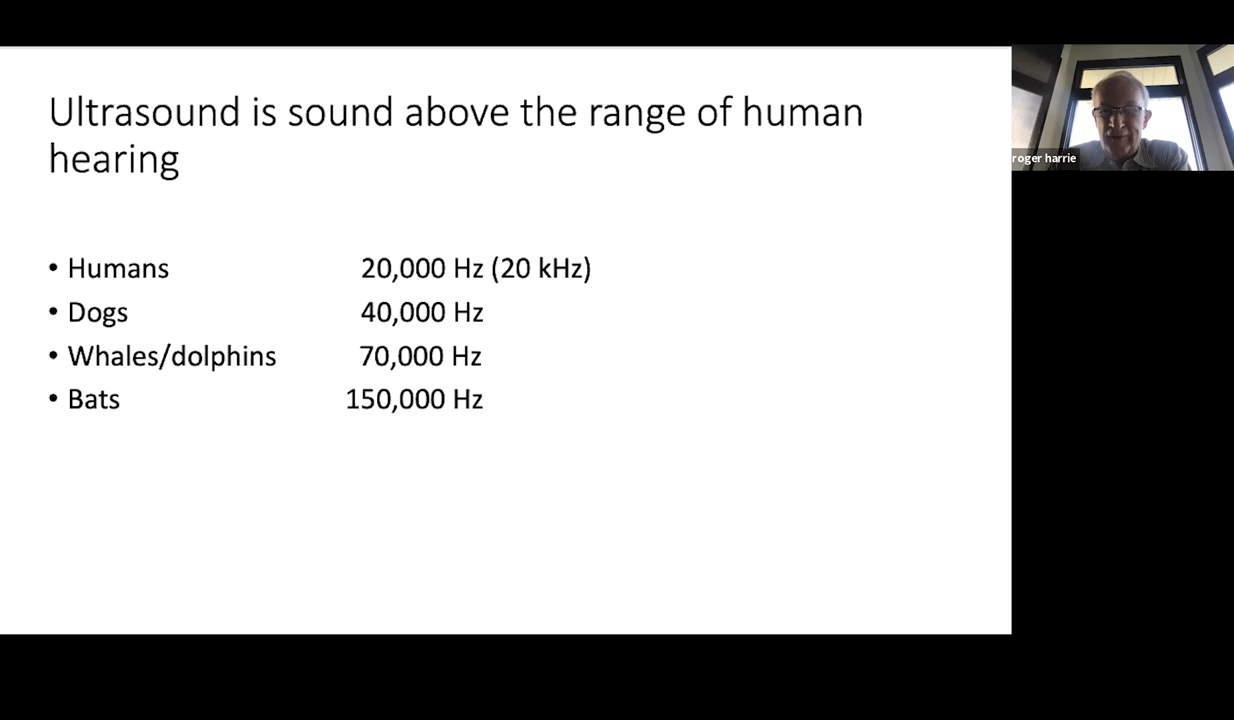 Ultrasound is sound above the range of human
hearing
• Humans 20,000 Hz (20 kHz)
• Dogs 40,000 Hz
• Whales/dolphins 70,000 Hz
• Bats 150,000 Hz
roger harrie